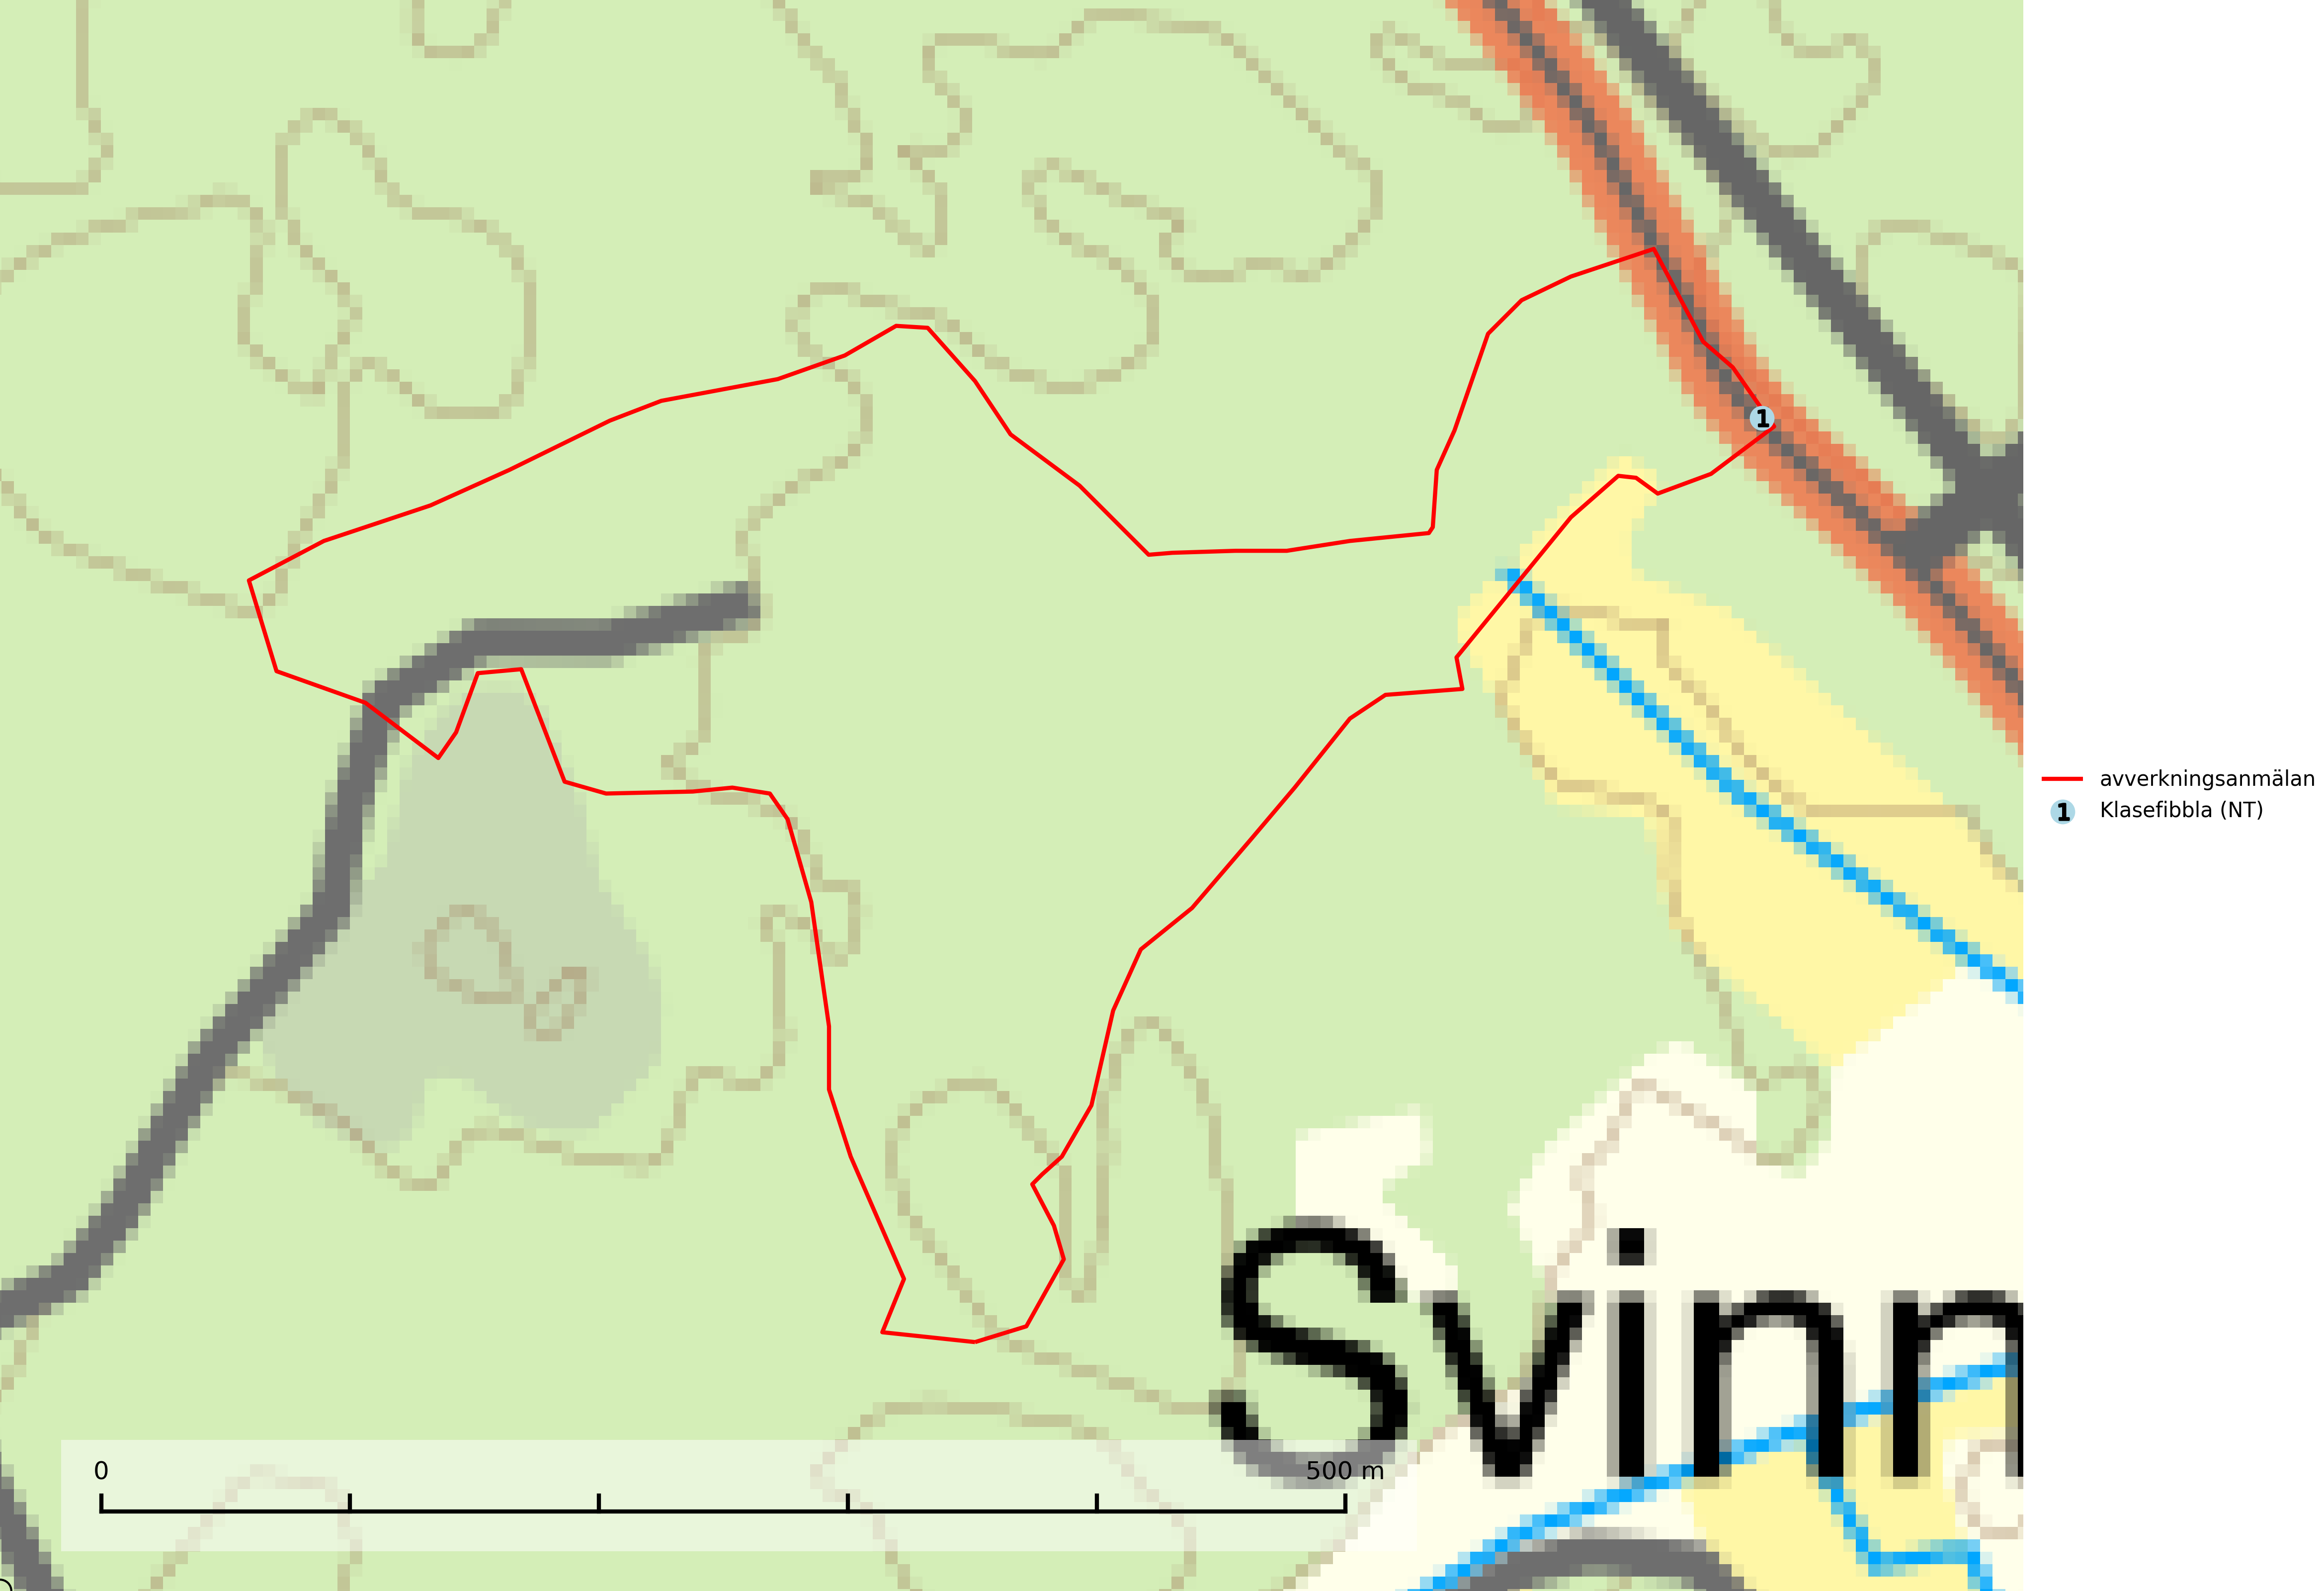 1
avverkningsanmälan
1 Klasefibbla (NT)
Svinn
0 500 m